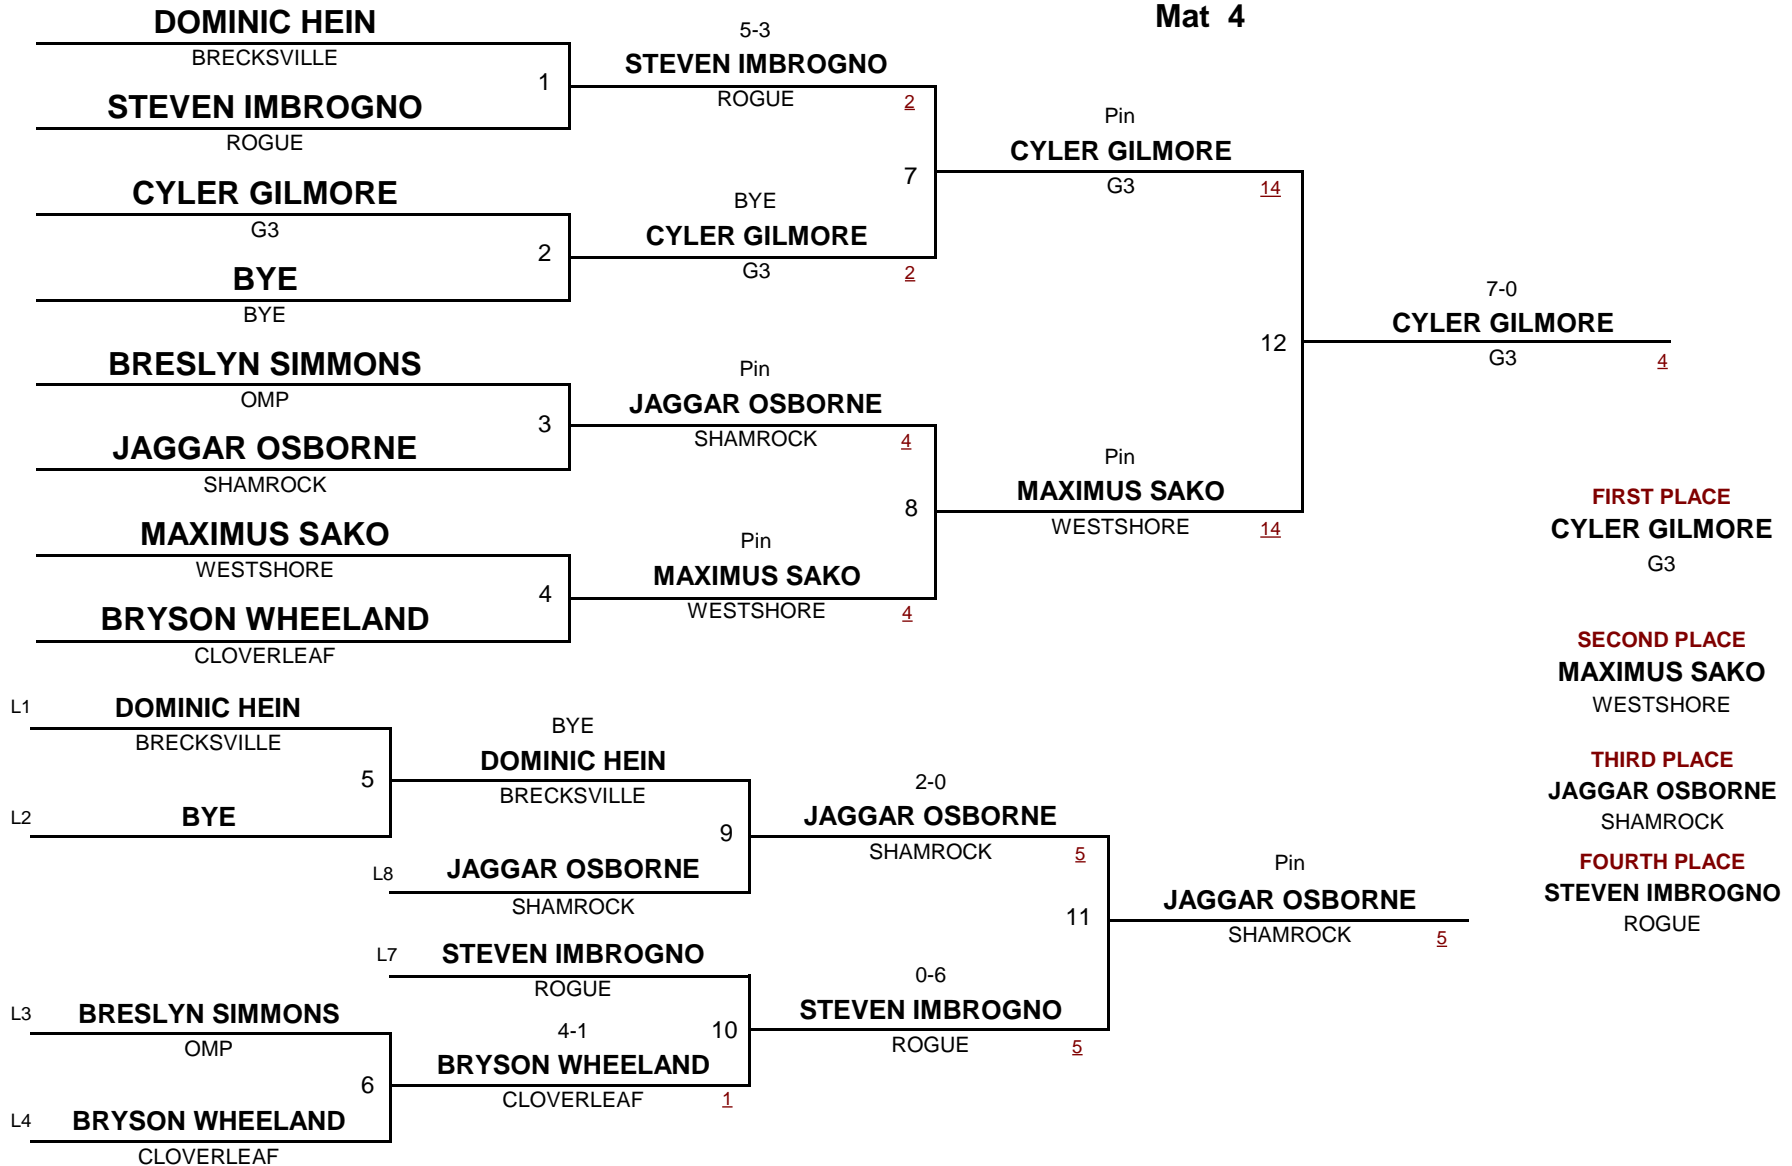 Mat 4
DOMINIC HEIN
BRECKSVILLE
1
STEVEN IMBROGNO
ROGUE
5-3
STEVEN IMBROGNO
ROGUE
2
CYLER GILMORE
G3
2
BYE
BYE
BYE
CYLER GILMORE
G3
2
7
Pin
CYLER GILMORE
G3
14
BRESLYN SIMMONS
OMP
3
JAGGAR OSBORNE
SHAMROCK
Pin
JAGGAR OSBORNE
SHAMROCK
4
MAXIMUS SAKO
WESTSHORE
4
BRYSON WHEELAND
CLOVERLEAF
Pin
MAXIMUS SAKO
WESTSHORE
4
8
Pin
MAXIMUS SAKO
WESTSHORE
14
12
7-0
CYLER GILMORE
G3
4
FIRST PLACE
CYLER GILMORE
G3
SECOND PLACE
MAXIMUS SAKO
WESTSHORE
THIRD PLACE
JAGGAR OSBORNE
SHAMROCK
FOURTH PLACE
STEVEN IMBROGNO
ROGUE
L1
DOMINIC HEIN
BRECKSVILLE
5
L2
BYE
BYE
DOMINIC HEIN
BRECKSVILLE
9
L8
JAGGAR OSBORNE
SHAMROCK
2-0
JAGGAR OSBORNE
SHAMROCK
5
L7
STEVEN IMBROGNO
ROGUE
L3
BRESLYN SIMMONS
OMP
6
L4
BRYSON WHEELAND
CLOVERLEAF
4-1
BRYSON WHEELAND
CLOVERLEAF
1
10
0-6
STEVEN IMBROGNO
ROGUE
5
11
Pin
JAGGAR OSBORNE
SHAMROCK
5